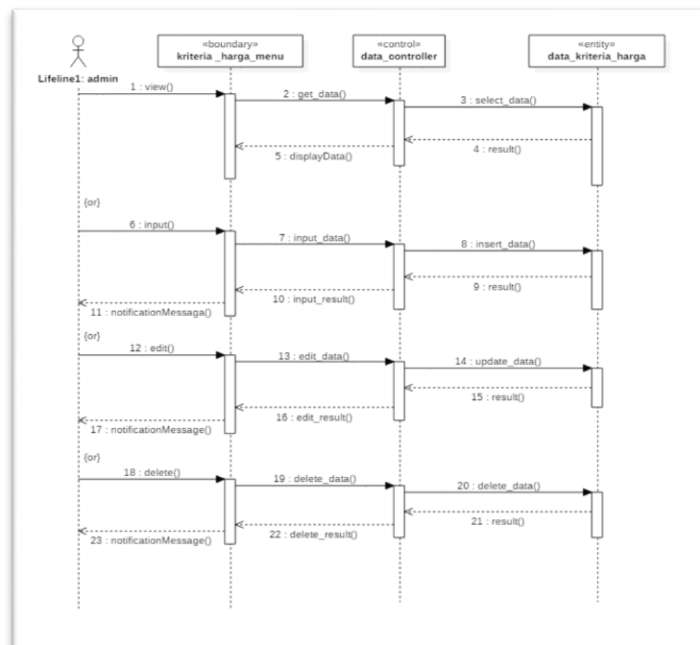 «boundary»
kriteria _harga_menu
«control»
data_controller
«entity»
data_kriteria_harga
Lifeline1: admin
1 : view()
2 : get_data()
3 : select_data()
4 : result()
5 : displayData()
{or}
6 : input()
7 : input_data()
8 : insert_data()
9 : result()
10 : input_result()
11 : notificationMessaga()
{or}
12 : edit()
13 : edit_data()
14 : update_data()
15 : result()
16 : edit_result()
17 : notificationMessage()
{or}
18 : delete()
19 : delete_data()
20 : delete_data()
21 : result()
22 : delete_result()
23 : notificationMessage()